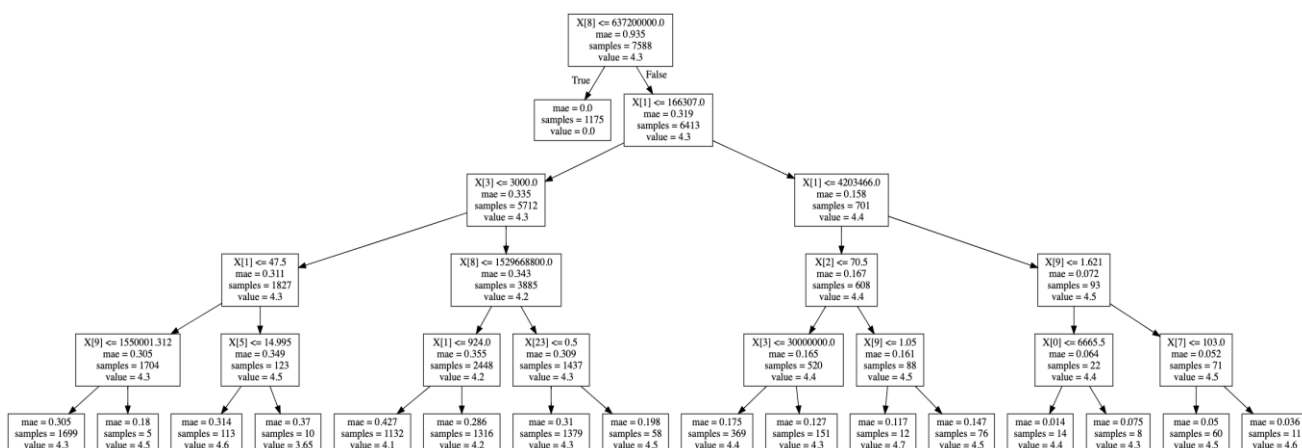 X[8] <= 637200000.0
mae = 0.935
samples = 7588
value = 4.3
True
False
mae = 0.0
samples = 1175
value = 0.0
X[1] <= 166307.0
mae = 0.319
samples = 6413
value = 4.3
X[3] <= 3000.0
mae = 0.335
samples = 5712
value = 4.3
X[1] <= 4203466.0
mae = 0.158
samples = 701
value = 4.4
X[1] <= 47.5
mae = 0.311
samples = 1827
value = 4.3
X[8] <= 1529668800.0
mae = 0.343
samples = 3885
value = 4.2
X[2] <= 70.5
mae = 0.167
samples = 608
value = 4.4
X[9] <= 1.621
mae = 0.072
samples = 93
value = 4.5
X[9] <= 1550001.312
mae = 0.305
samples = 1704
value = 4.3
X[5] <= 14.995
mae = 0.349
samples = 123
value = 4.5
X[1] <= 924.0
mae = 0.355
samples = 2448
value = 4.2
X[23] <= 0.5
mae = 0.309
samples = 1437
value = 4.3
X[3] <= 30000000.0
mae = 0.165
samples = 520
value = 4.4
X[9] <= 1.05
mae = 0.161
samples = 88
value = 4.5
X[0] <= 6665.5
mae = 0.064
samples = 22
value = 4.4
X[7] <= 103.0
mae = 0.052
samples = 71
value = 4.5
mae = 0.305
samples = 1699
value = 4.3
mae = 0.18
samples = 5
value = 4.5
mae = 0.314
samples = 113
value = 4.6
mae = 0.37
samples = 10
value = 3.65
mae = 0.427
samples = 1132
value = 4.1
mae = 0.286
samples = 1316
value = 4.2
mae = 0.31
samples = 1379
value = 4.3
mae = 0.198
samples = 58
value = 4.5
mae = 0.175
samples = 369
value = 4.4
mae = 0.127
samples = 151
value = 4.3
mae = 0.117
samples = 12
value = 4.7
mae = 0.147
samples = 76
value = 4.5
mae = 0.014
samples = 14
value = 4.4
mae = 0.075
samples = 8
value = 4.3
mae = 0.05
samples = 60
value = 4.5
mae = 0.036
samples = 11
value = 4.6